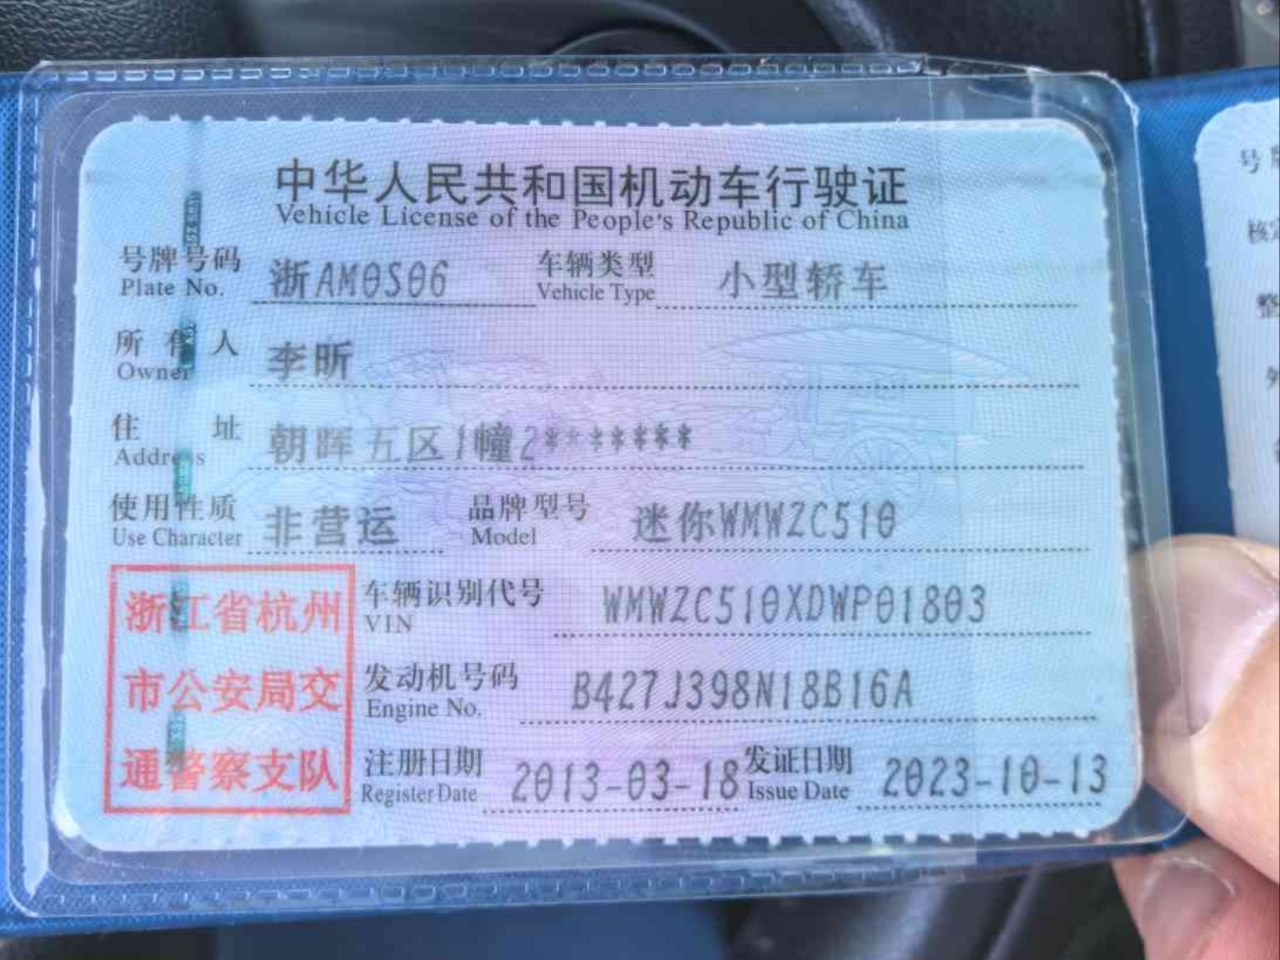 中华人民共和国机动车行驶证
Vehicle License of the People's Republic of China
号牌号码 浙AM0S06 车辆类型 小型轿车
Plate No. Vehicle Type
所有人 李昕
Owner
住址 朝晖五区1幢2*******
Address
使用性质 非营运 品牌型号 迷你WMWZC510
Use Character Model
浙江省杭州
市公安局交
通警察支队
车辆识别代号 WMWZC510XDWP01803
VIN
发动机号码 B427J398N18B16A
Engine No.
注册日期 2013-03-18 发证日期 2023-10-13
Register Date Issue Date
号
核
整